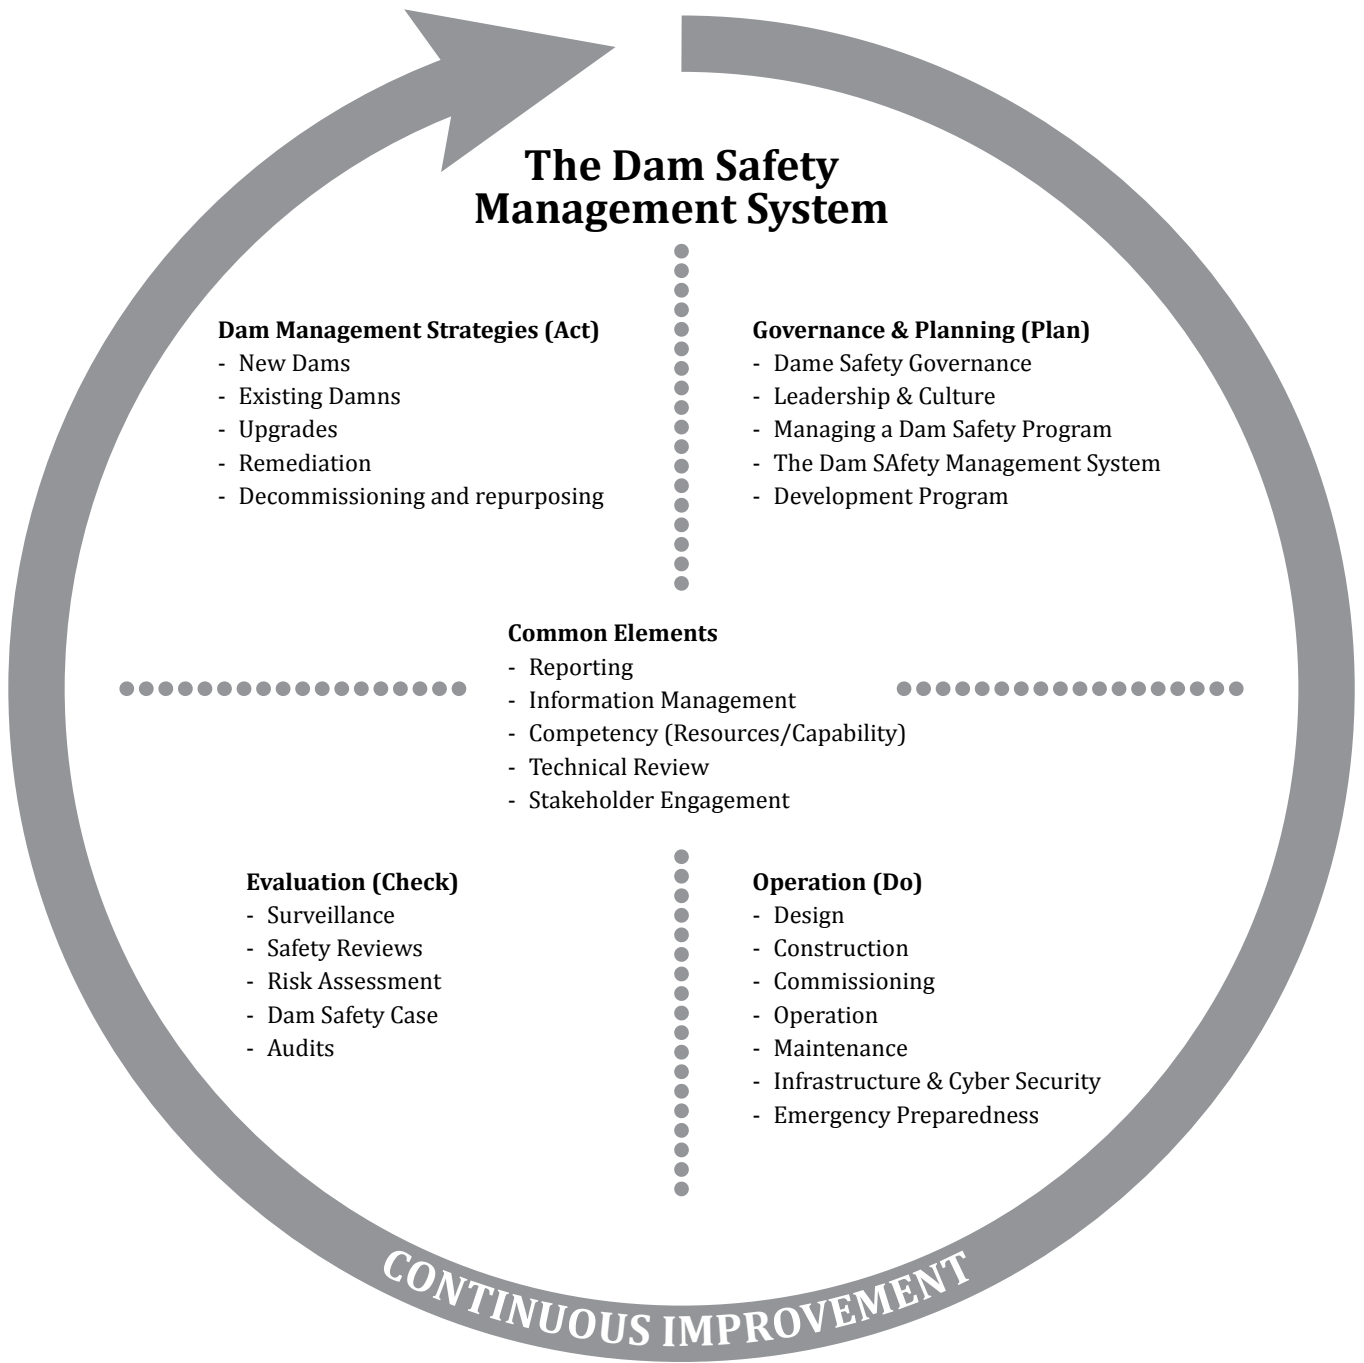 The Dam Safety
Management System
Dam Management Strategies (Act)
- New Dams
- Existing Damns
- Upgrades
- Remediation
- Decommissioning and repurposing
Governance & Planning (Plan)
- Dame Safety Governance
- Leadership & Culture
- Managing a Dam Safety Program
- The Dam SAfety Management System
- Development Program
Common Elements
- Reporting
- Information Management
- Competency (Resources/Capability)
- Technical Review
- Stakeholder Engagement
Evaluation (Check)
- Surveillance
- Safety Reviews
- Risk Assessment
- Dam Safety Case
- Audits
Operation (Do)
- Design
- Construction
- Commissioning
- Operation
- Maintenance
- Infrastructure & Cyber Security
- Emergency Preparedness
CONTINUOUS IMPROVEMENT